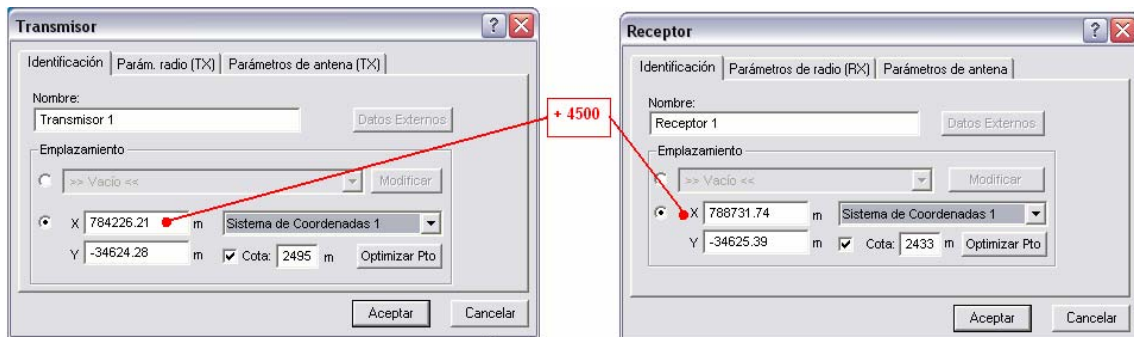 Transmisor
Identificación Parám. radio (TX) Parámetros de antena (TX)
Nombre:
Transmisor 1 Datos Externos
Emplazamiento
>> Vacío << Modificar
X 784226.21 m Sistema de Coordenadas 1
Y -34624.28 m Cota: 2495 m Optimizar Pto
Aceptar Cancelar
+ 4500
Receptor
Identificación Parámetros de radio (RX) Parámetros de antena
Nombre:
Receptor 1 Datos Externos
Emplazamiento
>> Vacío << Modificar
X 788731.74 m Sistema de Coordenadas 1
Y -34625.39 m Cota: 2433 m Optimizar Pto
Aceptar Cancelar